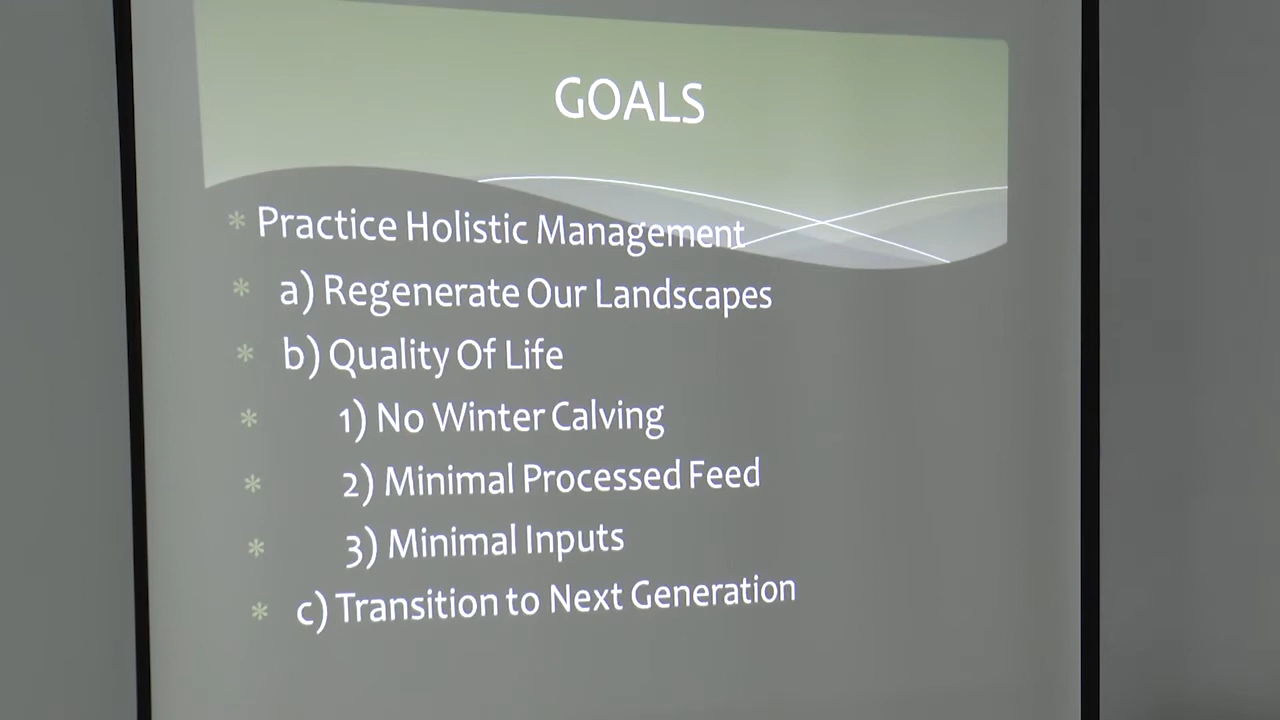 GOALS
* Practice Holistic Management
* a) Regenerate Our Landscapes
* b) Quality Of Life
* 1) No Winter Calving
* 2) Minimal Processed Feed
* 3) Minimal Inputs
* c) Transition to Next Generation